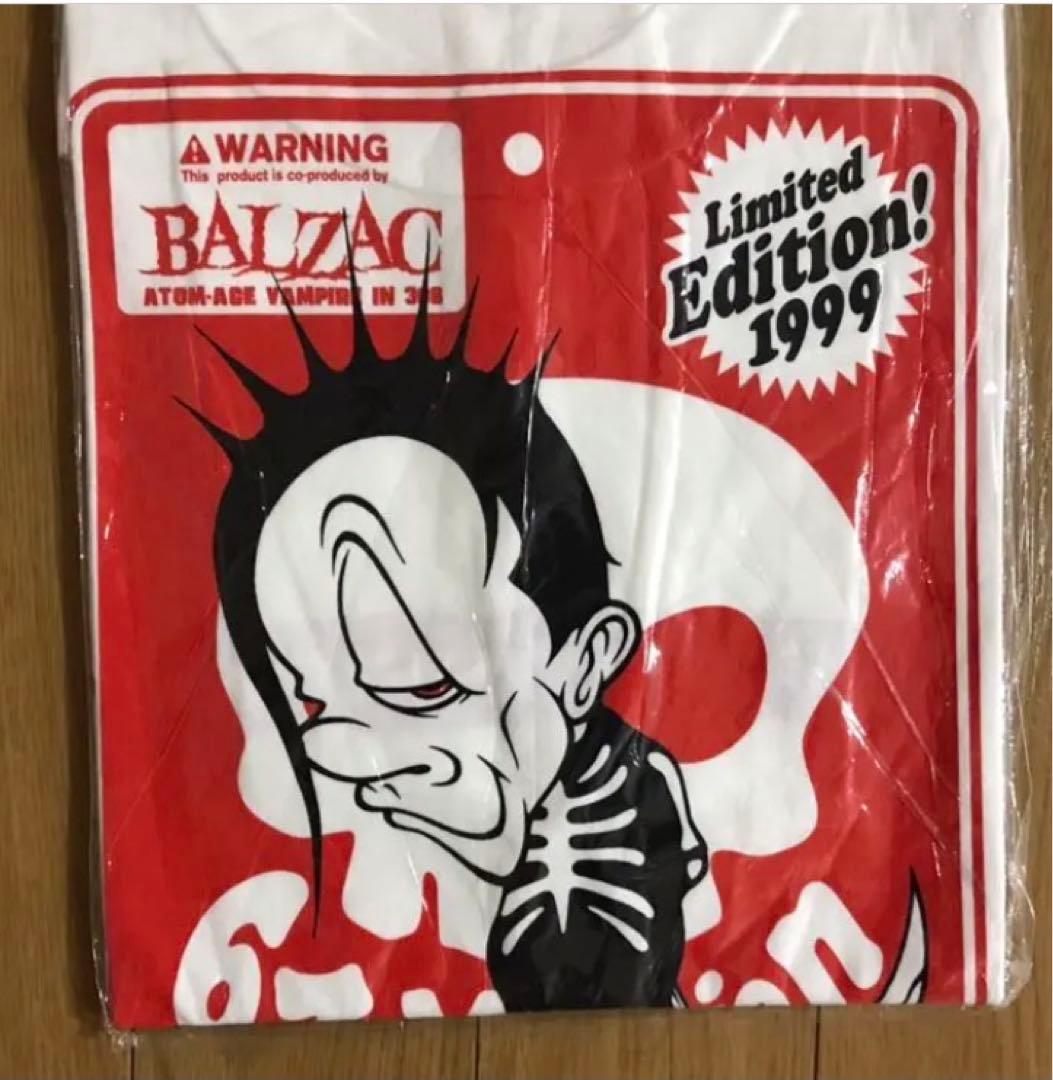 WARNING
This product is co-produced by
BALZAC
ATOM-AGE VAMPIRE IN 308
Limited
Edition!
1999